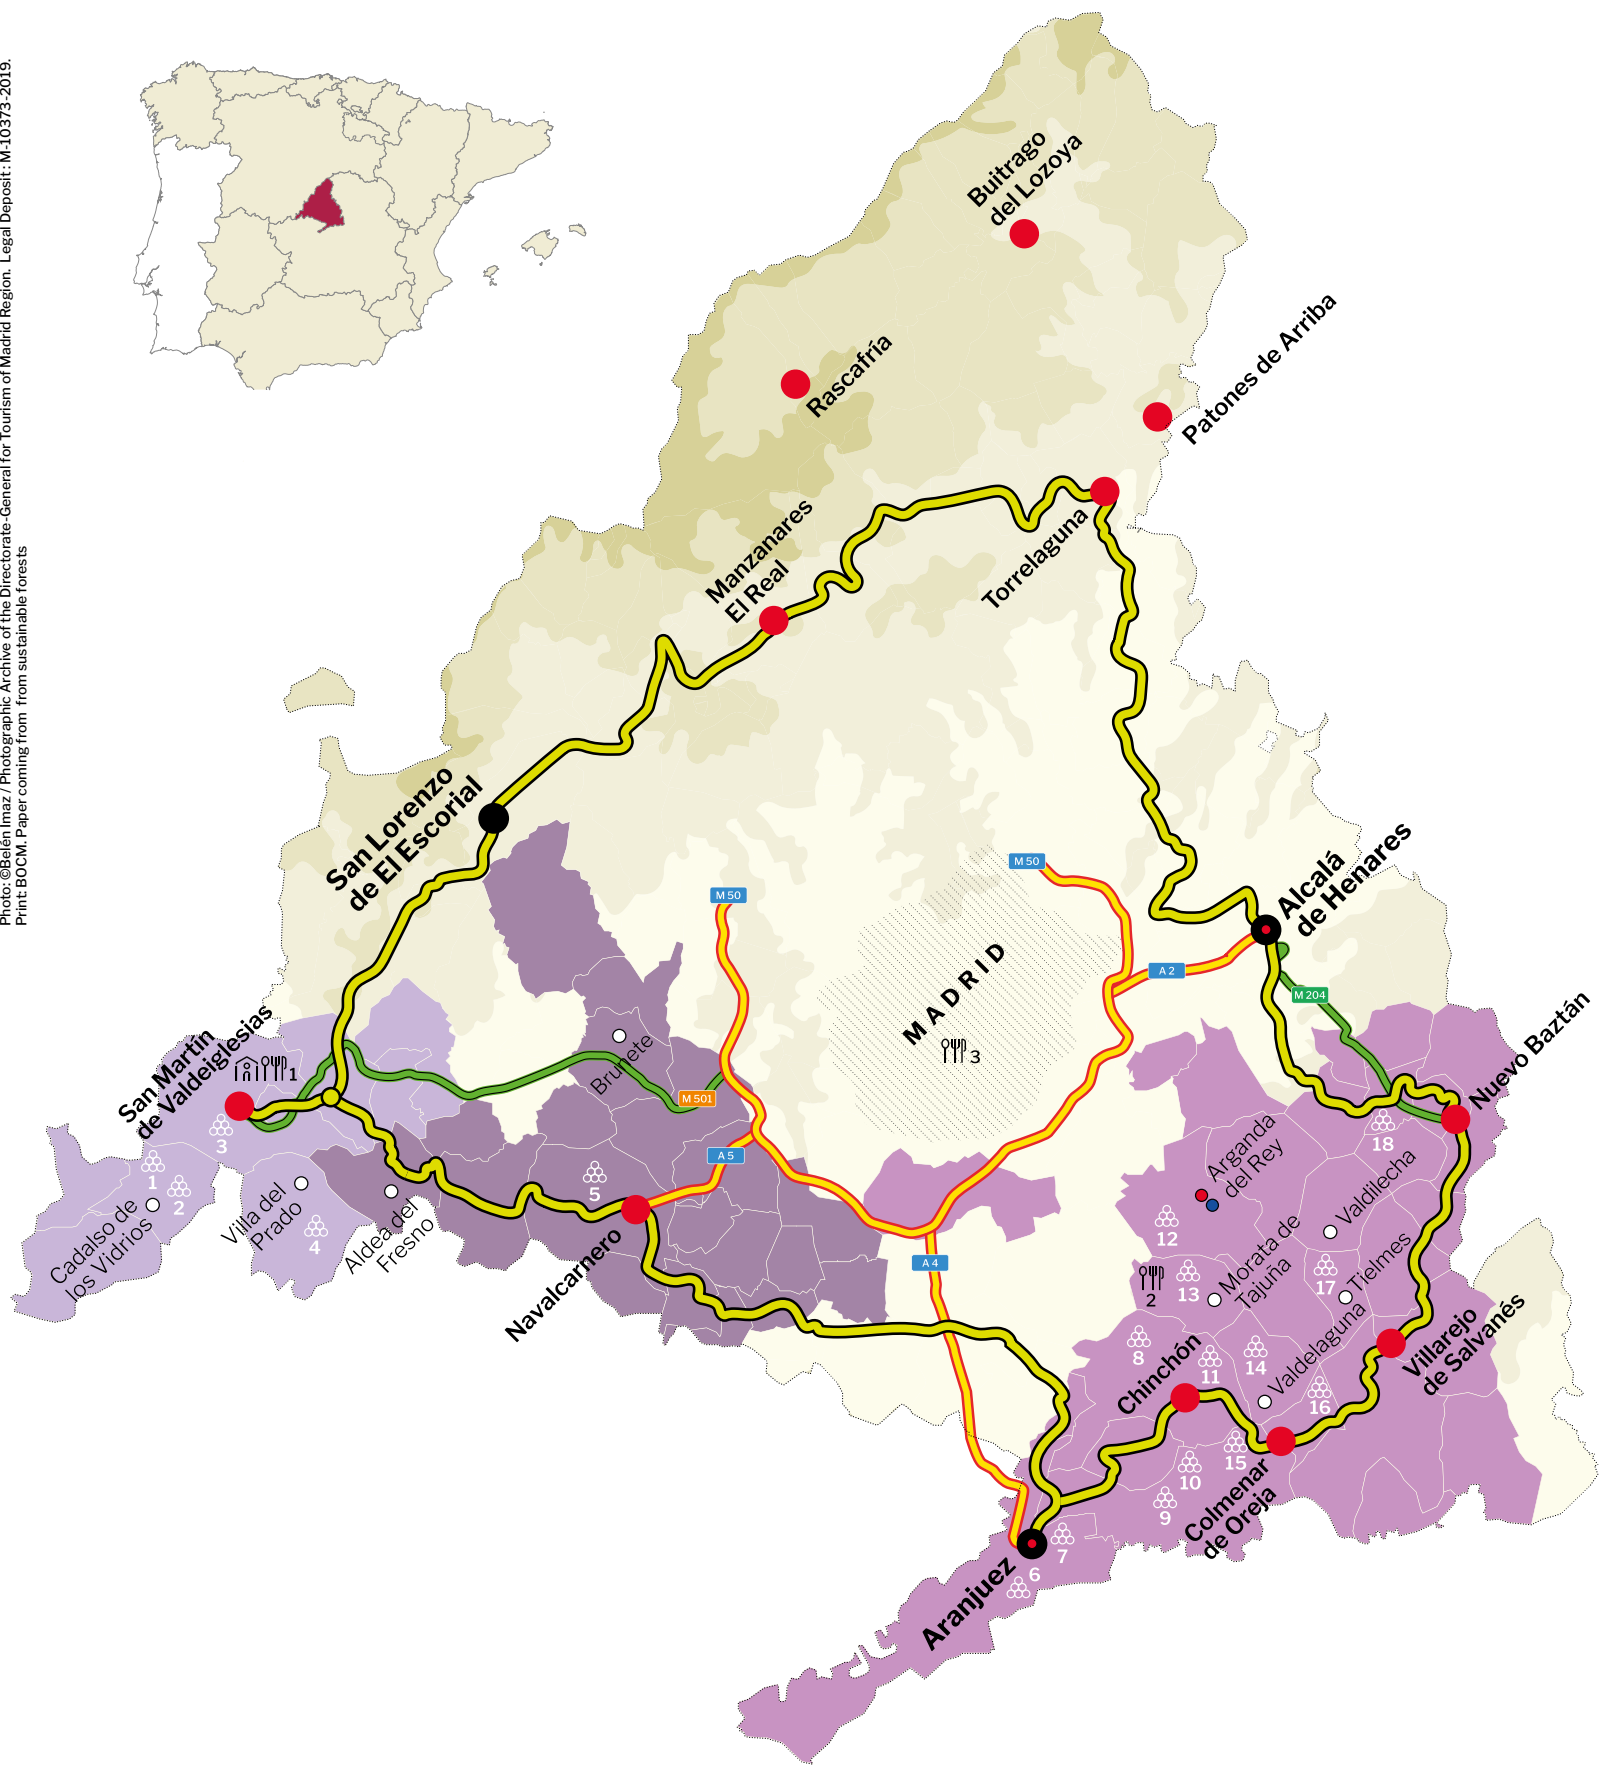 Photo: ©Belén Imaz / Photographic Archive of the Directorate-General for Tourism of Madrid Region. Legal Deposit: M-10373-2019.
Print: BOCM. Paper coming from from sustainable forests
Buitrago
del Lozoya
Rascafría
Patones de Arriba
Manzanares
El Real
Torrelaguna
San Lorenzo
de El Escorial
M 50
M 50
MADRID
3
A 2
Alcalá
de Henares
M 204
Nuevo Baztán
San Martín
de Valdeiglesias
1
3
Brunete
M 501
A 5
1
2
Cadalso de
los Vidrios
Villa del
Prado
4
Aldea del
Fresno
5
Navalcarnero
A 4
Arganda
del Rey
18
Valdilecha
12
2
13
Morata de
Tajuña
17
Tielmes
8
11
14
Valdelaguna
16
Chinchón
Villarejo
de Salvanés
15
10
9
Colmenar
de Oreja
7
6
Aranjuez